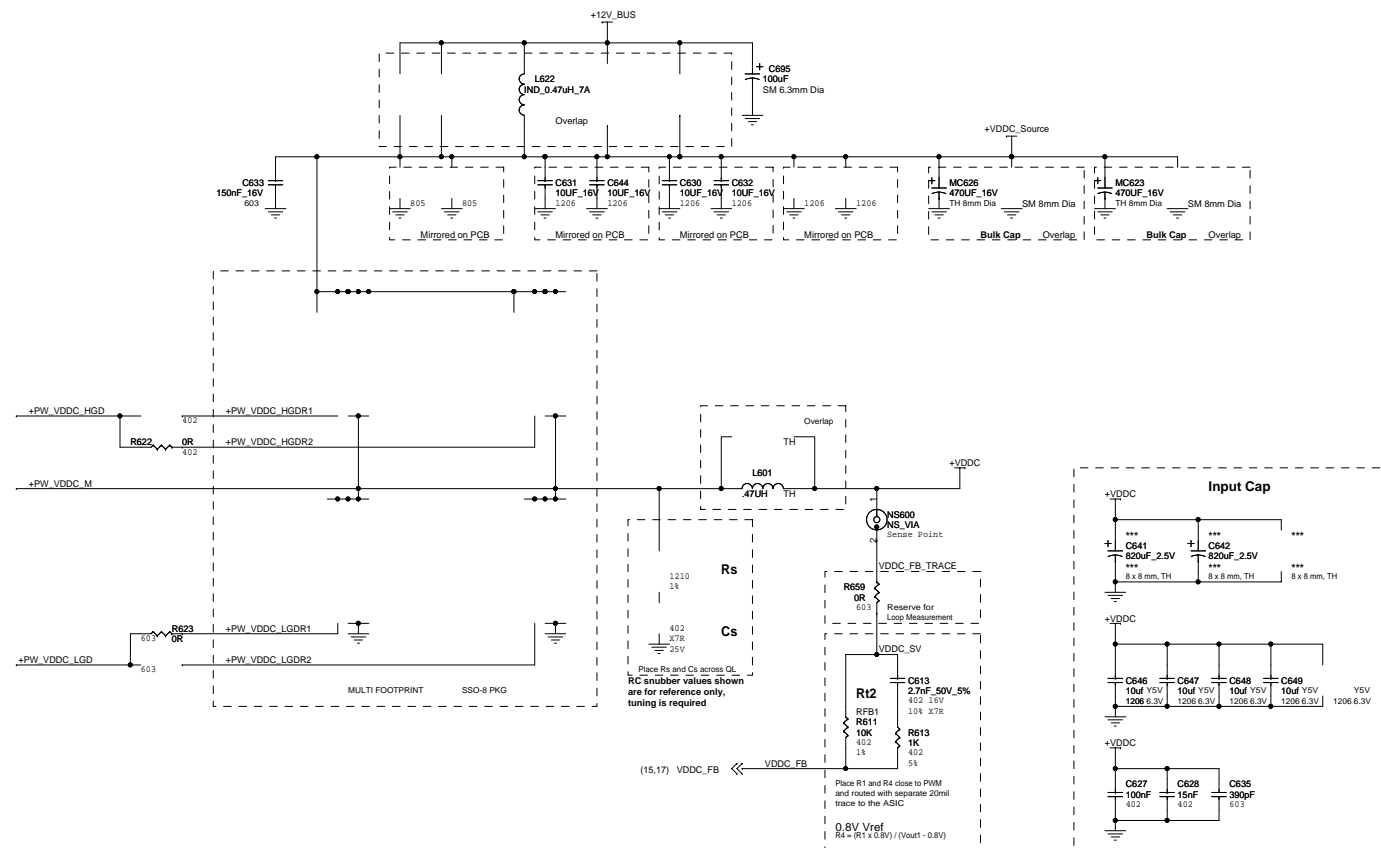 +12V_BUS
C695
100uF
SM 6.3mm Dia
L622
IND_0.47uH_7A
Overlap
+VDDC_Source
C633
150nF_16V
603
805
805
Mirrored on PCB
C631
10UF_16V
1206
C644
10UF_16V
1206
Mirrored on PCB
C630
10UF_16V
1206
C632
10UF_16V
1206
Mirrored on PCB
1206
1206
Mirrored on PCB
MC626
470UF_16V
TH 8mm Dia
SM 8mm Dia
Bulk Cap
Overlap
MC623
470UF_16V
TH 8mm Dia
SM 8mm Dia
Bulk Cap
Overlap
+PW_VDDC_HGD
402
+PW_VDDC_HGDR1
R622
0R
402
+PW_VDDC_HGDR2
+PW_VDDC_M
R623
0R
603
+PW_VDDC_LGDR1
+PW_VDDC_LGD
603
+PW_VDDC_LGDR2
MULTI FOOTPRINT
SSO-8 PKG
Overlap
TH
L601
.47UH
TH
+VDDC
1
NS600
NS_VIA
Sense Point
2
Rs
1210
1%
Cs
402
X7R
25V
Place Rs and Cs across QL
RC snubber values shown
are for reference only,
tuning is required
VDDC_FB_TRACE
R659
0R
603
Reserve for
Loop Measurement
VDDC_SV
Rt2
RFB1
R611
10K
402
1%
C613
2.7nF_50V_5%
402 16V
10% X7R
R613
1K
402
5%
(15,17) VDDC_FB
VDDC_FB
Place R1 and R4 close to PWM
and routed with separate 20mil
trace to the ASIC
0.8V Vref
R4 = (R1 x 0.8V) / (Vout1 - 0.8V)
Input Cap
+VDDC
***
C641
820uF_2.5V
***
8 x 8 mm, TH
***
C642
820uF_2.5V
***
8 x 8 mm, TH
***
***
8 x 8 mm, TH
+VDDC
C646
10uf Y5V
1206 6.3V
C647
10uf Y5V
1206 6.3V
C648
10uf Y5V
1206 6.3V
C649
10uf Y5V
1206 6.3V
Y5V
1206 6.3V
+VDDC
C627
100nF
402
C628
15nF
402
C635
390pF
603